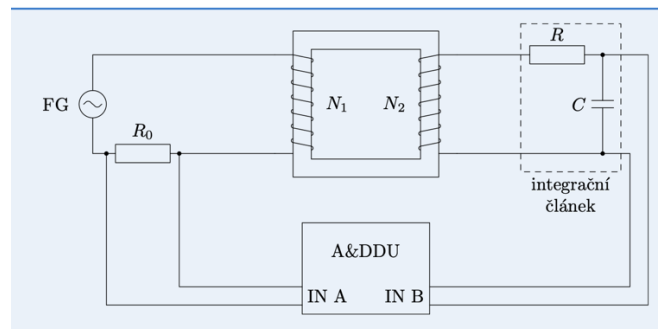 R
FG
N₁
N₂
C
R₀
integrační
článek
A&DDU
IN A
IN B